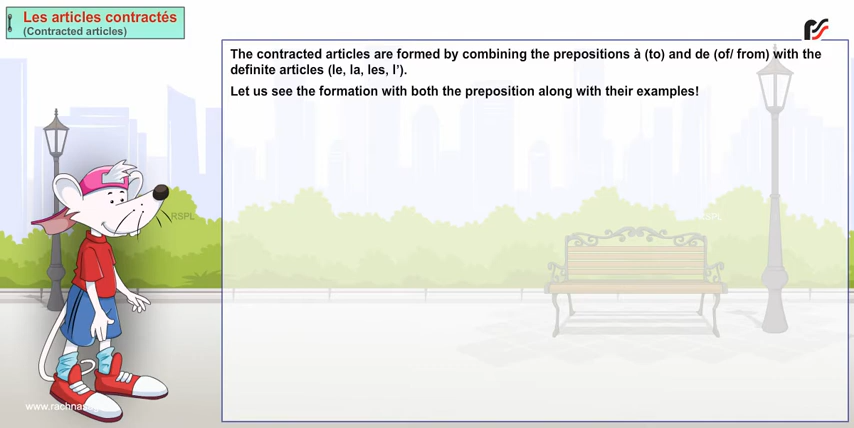 Les articles contractés
(Contracted articles)
The contracted articles are formed by combining the prepositions à (to) and de (of/ from) with the
definite articles (le, la, les, l’).
Let us see the formation with both the preposition along with their examples!
RSPL
RSPL